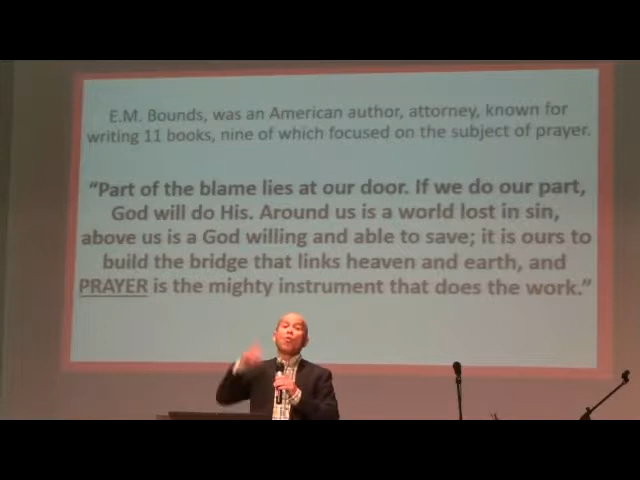 E.M. Bounds, was an American author, attorney, known for
writing 11 books, nine of which focused on the subject of prayer.
“Part of the blame lies at our door. If we do our part,
God will do His. Around us is a world lost in sin,
above us is a God willing and able to save; it is ours to
build the bridge that links heaven and earth, and
PRAYER is the mighty instrument that does the work.”